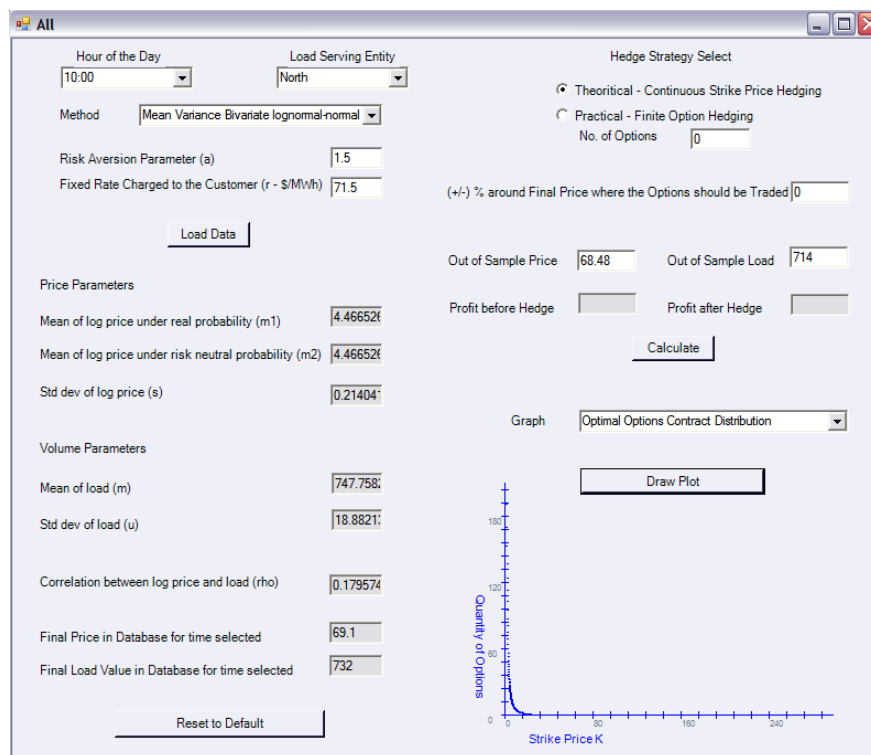 All
Hour of the Day
Load Serving Entity
10:00
North
Method
Mean Variance Bivariate lognormal-normal
Risk Aversion Parameter (a)
1.5
Fixed Rate Charged to the Customer (r - $/MWh)
71.5
Load Data
Price Parameters
Mean of log price under real probability (m1)
4.466526
Mean of log price under risk neutral probability (m2)
4.466526
Std dev of log price (s)
0.21404
Volume Parameters
Mean of load (m)
747.758
Std dev of load (u)
18.8821
Correlation between log price and load (rho)
0.179574
Final Price in Database for time selected
69.1
Final Load Value in Database for time selected
732
Reset to Default
Hedge Strategy Select
Theoritical - Continuous Strike Price Hedging
Practical - Finite Option Hedging
No. of Options
0
(+/-) % around Final Price where the Options should be Traded
0
Out of Sample Price
68.48
Out of Sample Load
714
Profit before Hedge
Profit after Hedge
Calculate
Graph
Optimal Options Contract Distribution
Draw Plot
Quantity of Options
180
120
60
0
0
80
160
240
Strike Price K